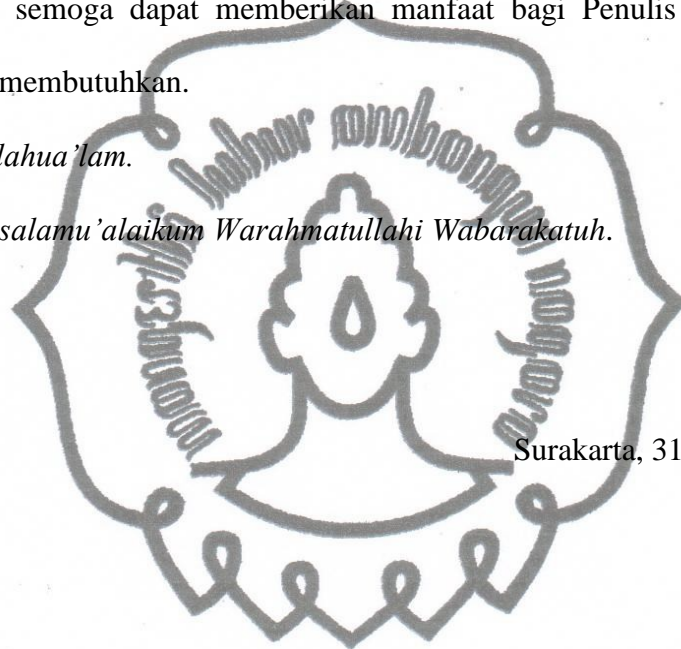 semoga dapat memberikan manfaat bagi Penulis
membutuhkan.
lahua’lam.
salamu’alaikum Warahmatullahi Wabarakatuh.
Surakarta, 31